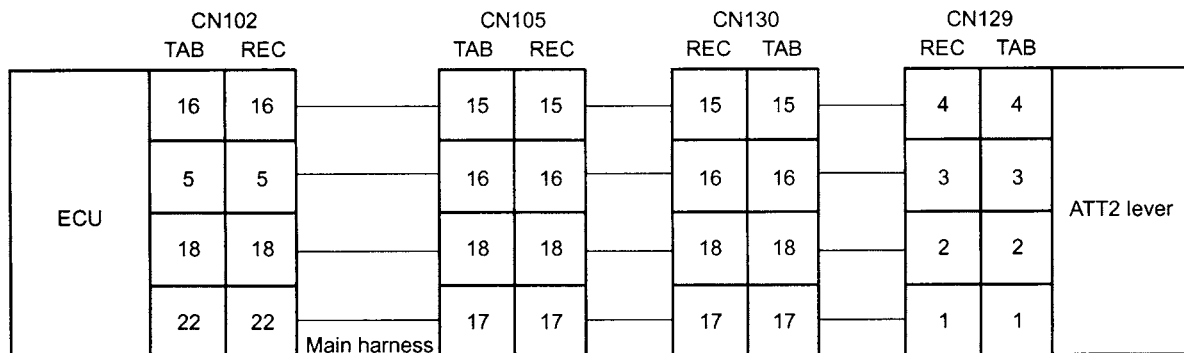 CN102 CN105 CN130 CN129
TAB REC TAB REC REC TAB REC TAB
16 16 15 15 15 15 4 4
5 5 16 16 16 16 3 3
ECU ATT2 lever
18 18 18 18 18 18 2 2
22 22 17 17 17 17 1 1
Main harness